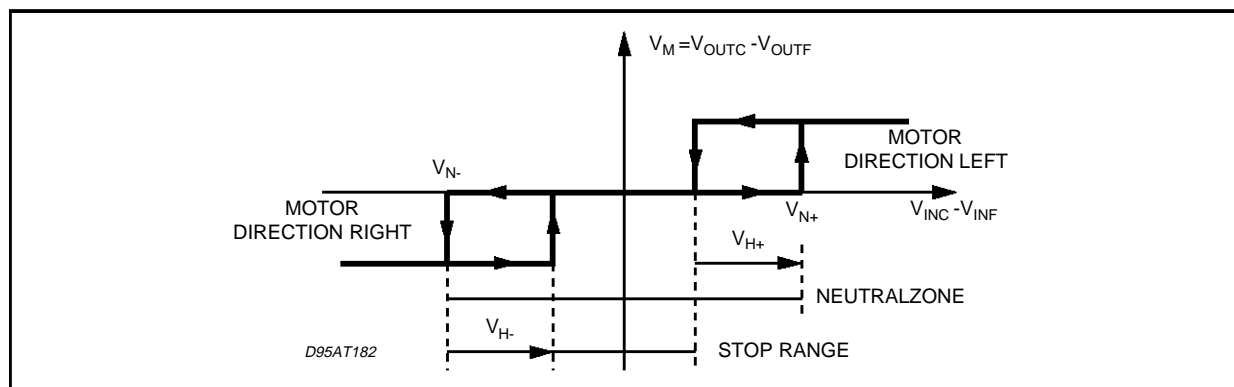 V_M =V_OUTC -V_OUTF
MOTOR
DIRECTION LEFT
V_N-
MOTOR
DIRECTION RIGHT
V_N+
V_INC -V_INF
V_H+
NEUTRALZONE
V_H-
D95AT182
STOP RANGE